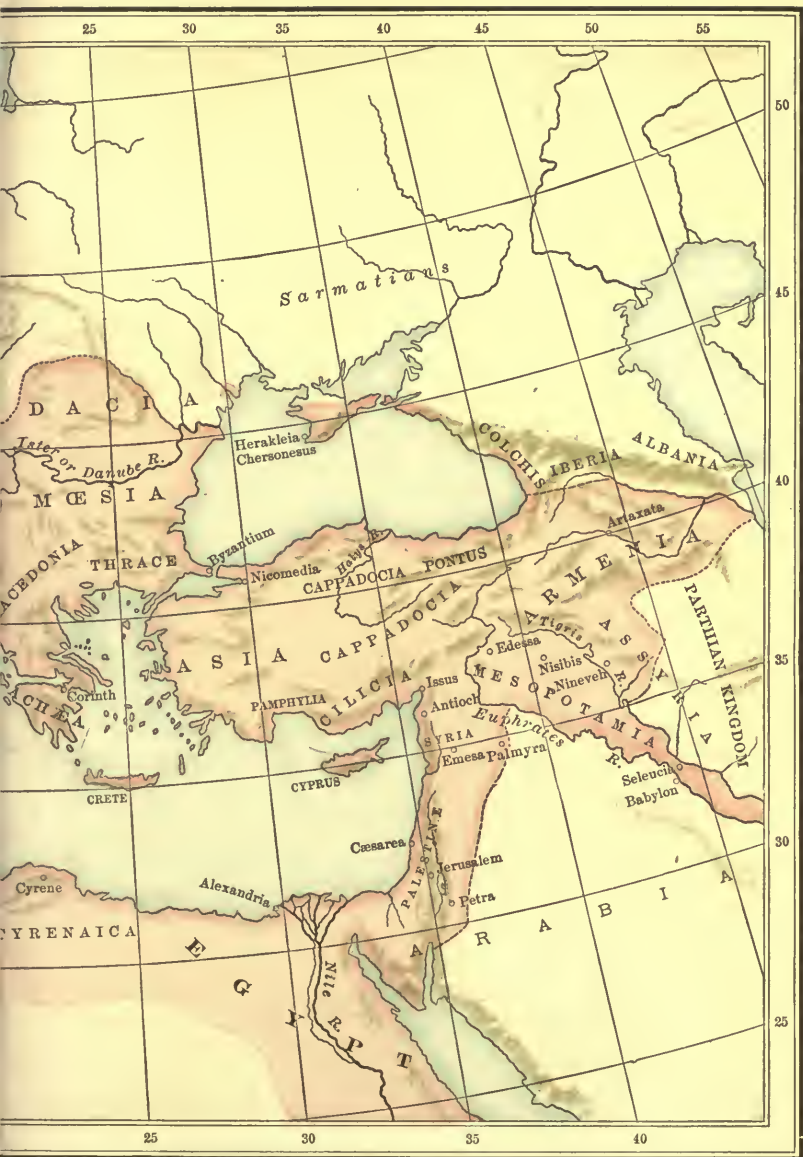 25 30 35 40 45 50 55
50
Sarmatians
45
DACIA
Ister or Danube R.
Herakleia
Chersonesus
COLCHIS
IBERIA
ALBANIA
MŒSIA
40
ACEDONIA
THRACE
Byzantium
Nicomedia
Halys R.
CAPPADOCIA PONTUS
Artaxata
ARMENIA
ASIA
CAPPADOCIA
Edessa
Tigris R.
Nisibis
Nineveh
ASSYRIA
PARTHIAN KINGDOM
35
CHÆA
Corinth
PAMPHYLIA
CILICIA
Issus
Antioch
MESOPOTAMIA
Euphrates R.
SYRIA
Emesa
Palmyra
Seleucia
Babylon
CRETE
CYPRUS
30
Cæsarea
PALESTINE
Jerusalem
Petra
Cyrene
Alexandria
YRENAICA
EGYPT
Nile R.
ARABIA
25
25 30 35 40